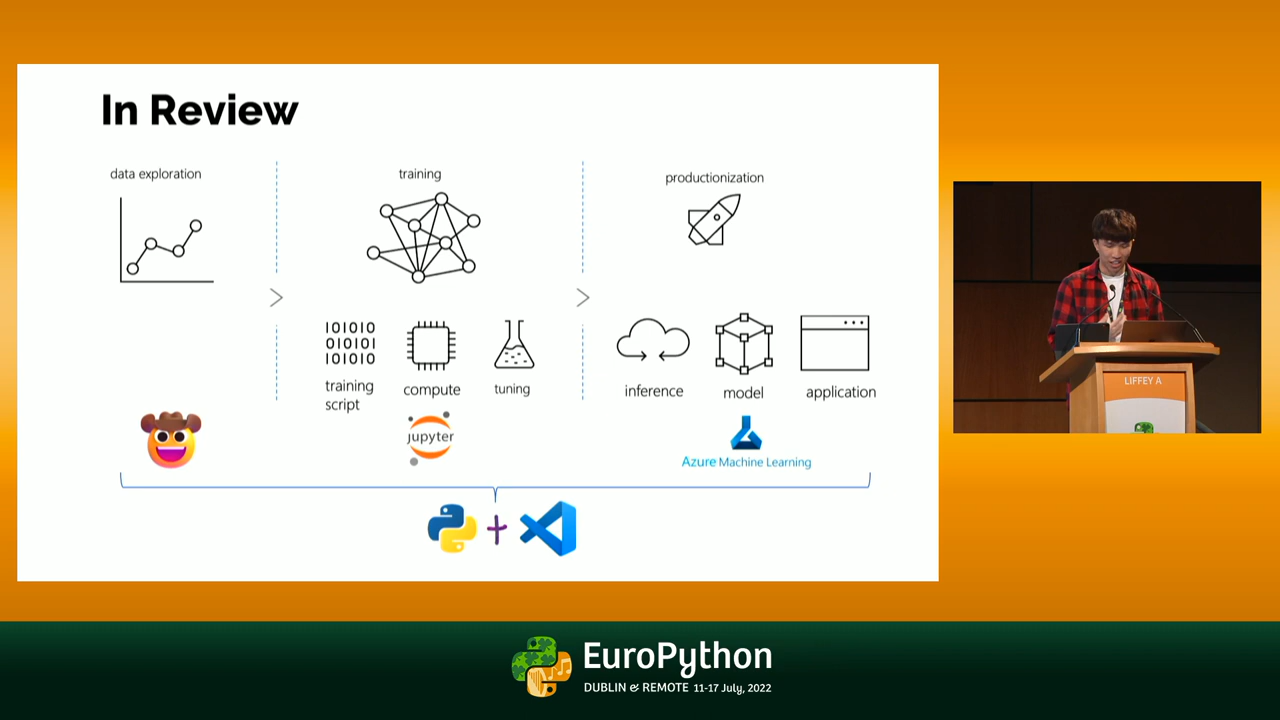 In Review
data exploration
training
productionization
101010
010101
101010
training
script
compute
tuning
inference
model
application
jupyter
Azure Machine Learning
LIFFEY A
EuroPython
DUBLIN & REMOTE 11-17 July, 2022